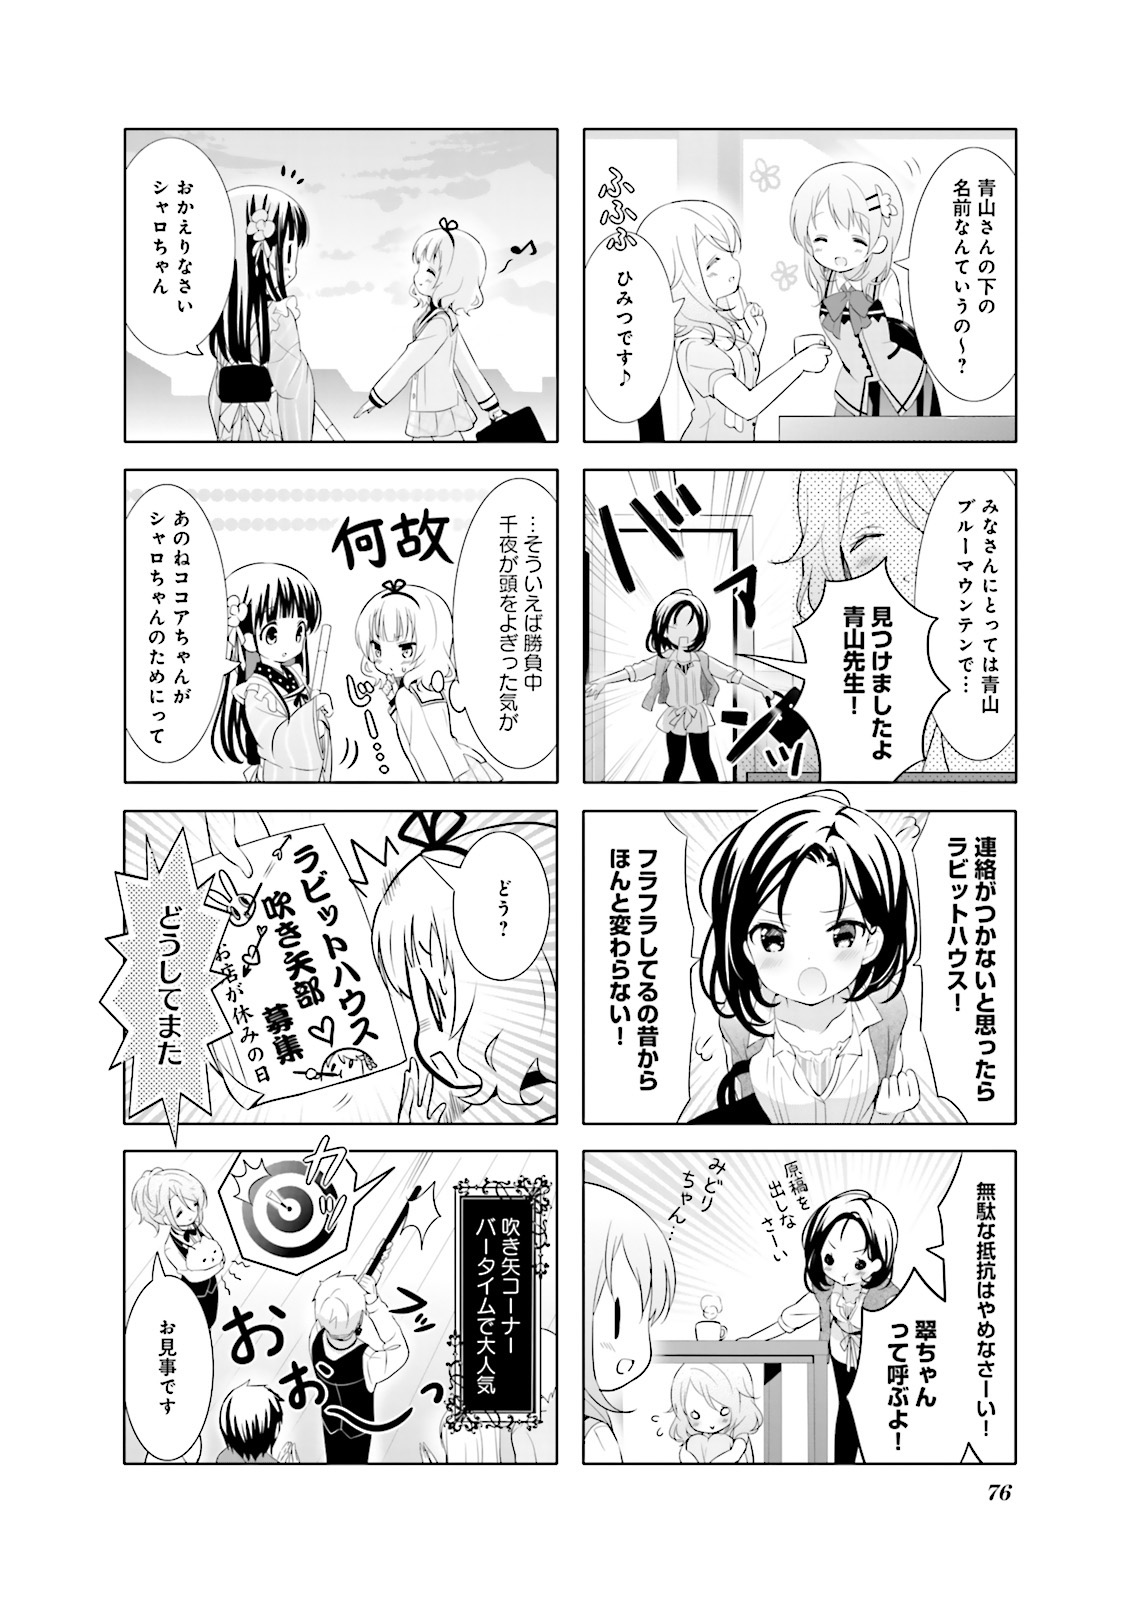 青山さんの下の
名前なんていうの～?
ふふふ
ひみつです♪
みなさんにとっては青山
ブルーマウンテンで…
バァァン
見つけましたよ
青山先生!
連絡がつかないと思ったら
ラビットハウス!
フラフラしてるの昔から
ほんと変わらない!
無駄な抵抗はやめなさーい!
翠ちゃん
って呼ぶよ!
原稿を
出しな
さーい
みどり
ちゃん…
おかえりなさい
シャロちゃん
…そういえば勝負中
千夜が頭をよぎった気が
何故
じー…
あのねココアちゃんが
シャロちゃんのためにって
どう?
ラビットハウス
吹き矢部
募集
お店が休みの日
どうしてまた
吹き矢コーナー
バータイムで大人気
カッ
おおーっ
お見事です
76